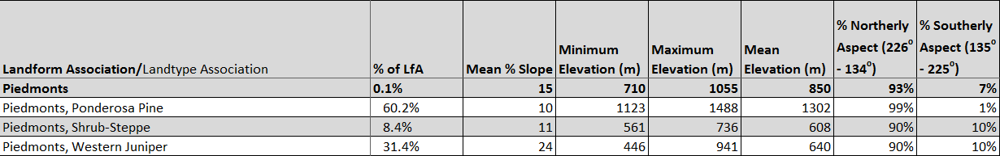 Landform Association/Landtype Association % of LfA Mean % Slope Minimum Elevation (m) Maximum Elevation (m) Mean Elevation (m) % Northerly Aspect (226° - 134°) % Southerly Aspect (135° - 225°)
Piedmonts 0.1% 15 710 1055 850 93% 7%
Piedmonts, Ponderosa Pine 60.2% 10 1123 1488 1302 99% 1%
Piedmonts, Shrub-Steppe 8.4% 11 561 736 608 90% 10%
Piedmonts, Western Juniper 31.4% 24 446 941 640 90% 10%